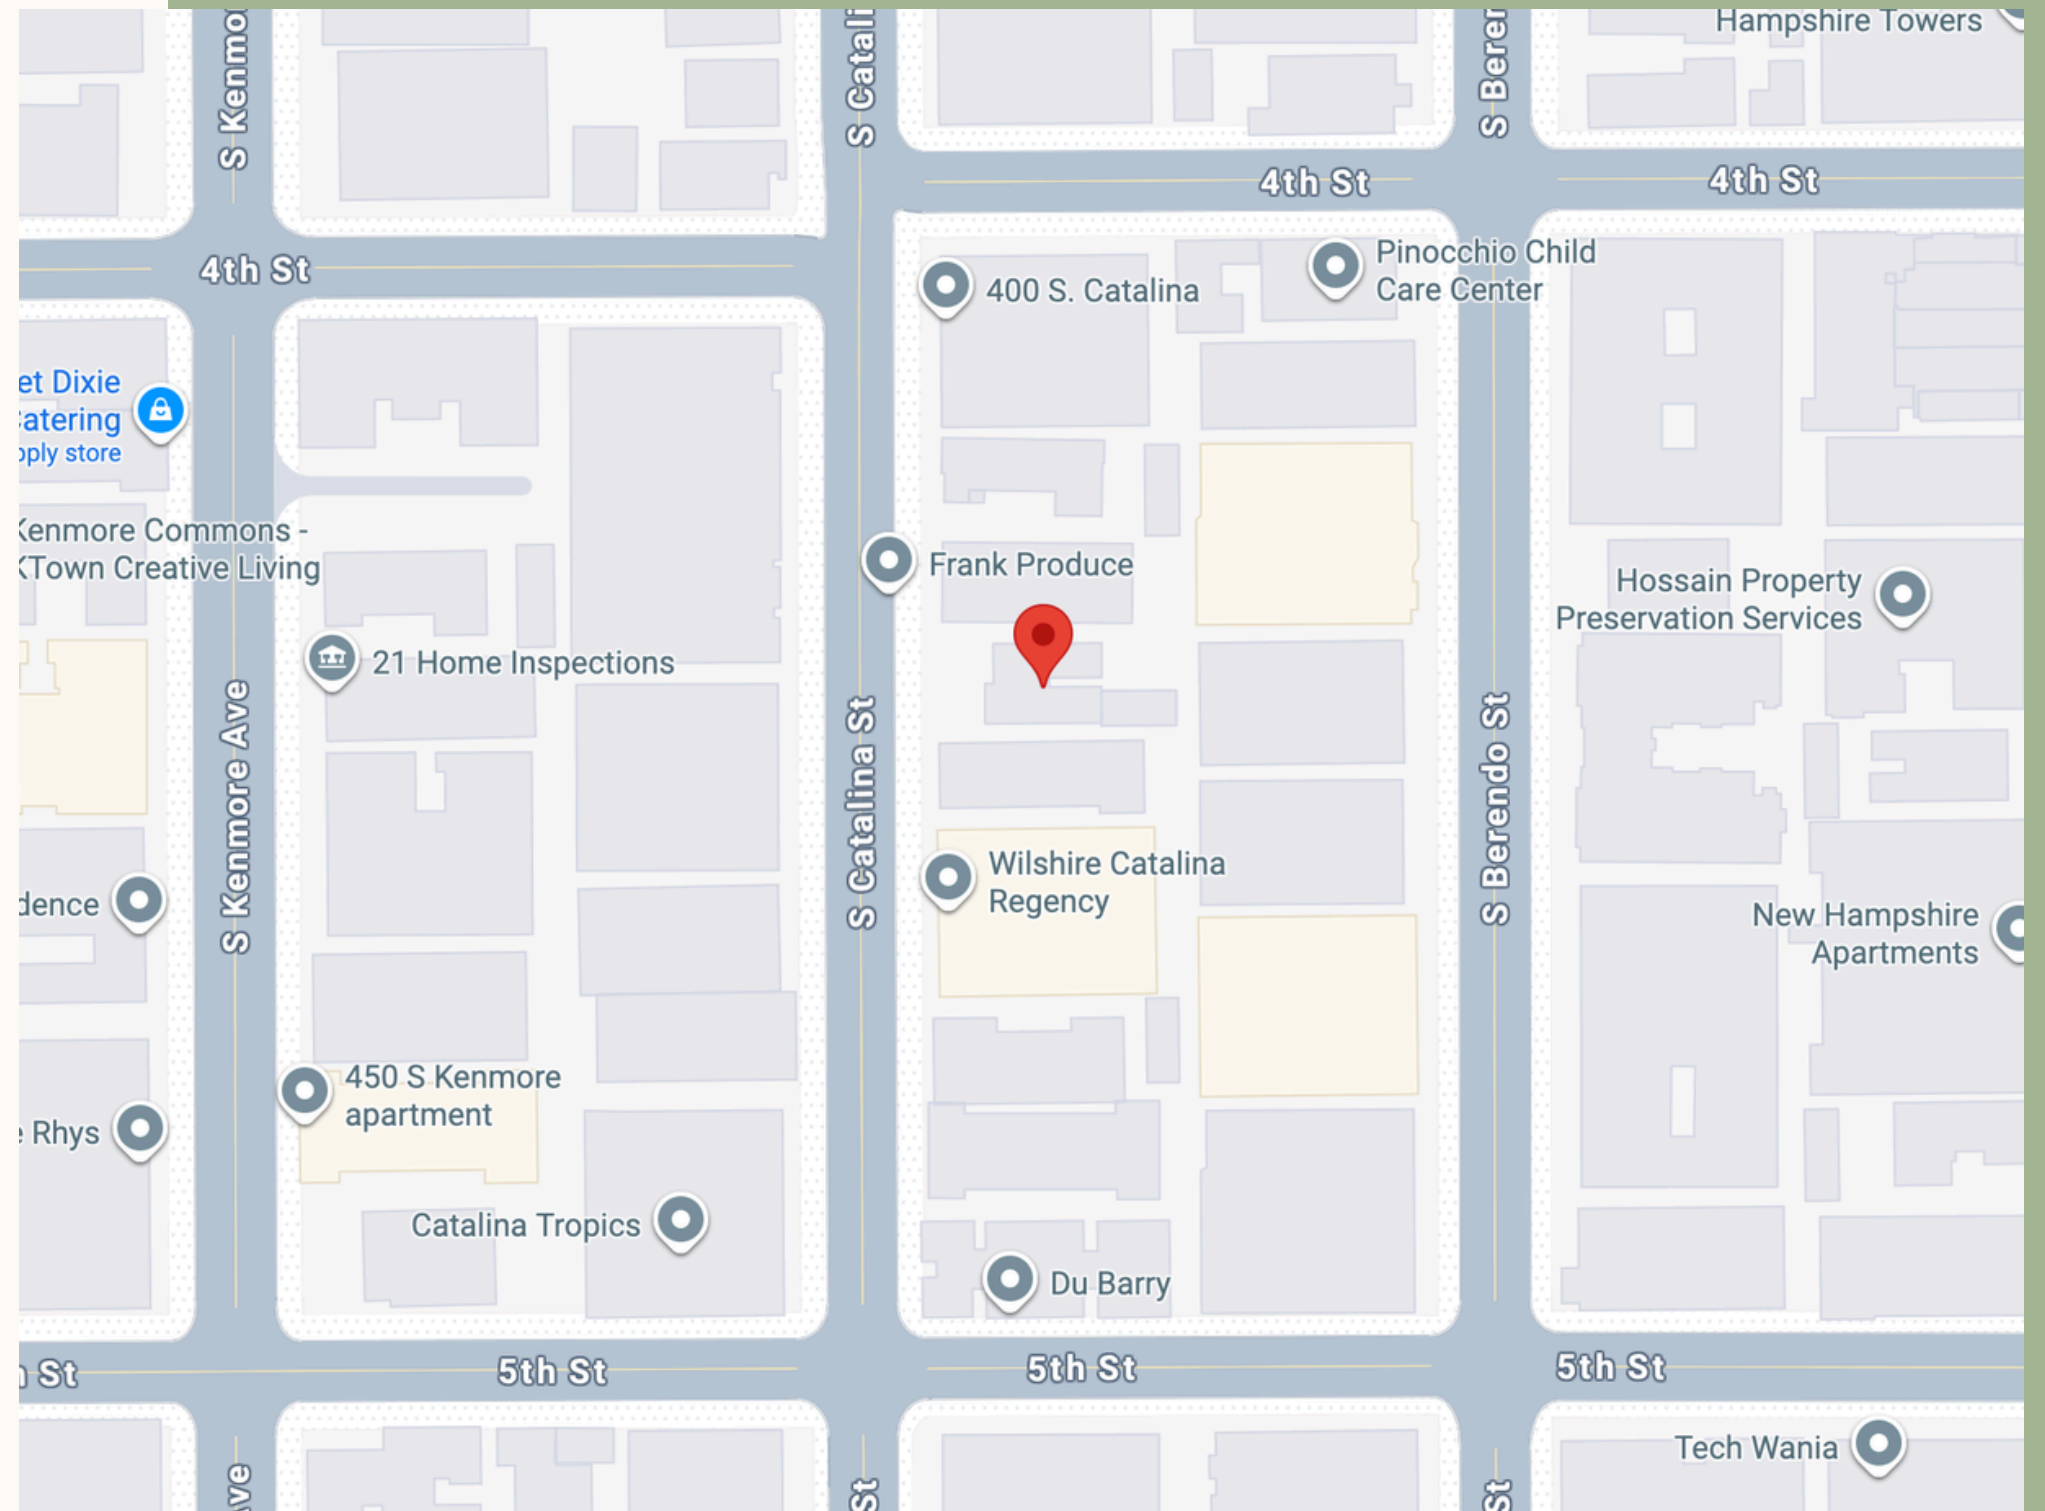 S Kenmo
S Catali
S Beren
Hampshire Towers
4th St
4th St
4th St
Pinocchio Child
Care Center
400 S. Catalina
et Dixie
atering
pply store
Kenmore Commons -
KTown Creative Living
Frank Produce
Hossain Property
Preservation Services
21 Home Inspections
S Kenmore Ave
S Catalina St
S Berendo St
Wilshire Catalina
Regency
dence
New Hampshire
Apartments
450 S Kenmore
apartment
Rhys
Catalina Tropics
Du Barry
St
5th St
5th St
5th St
Tech Wania
Ave
St
St